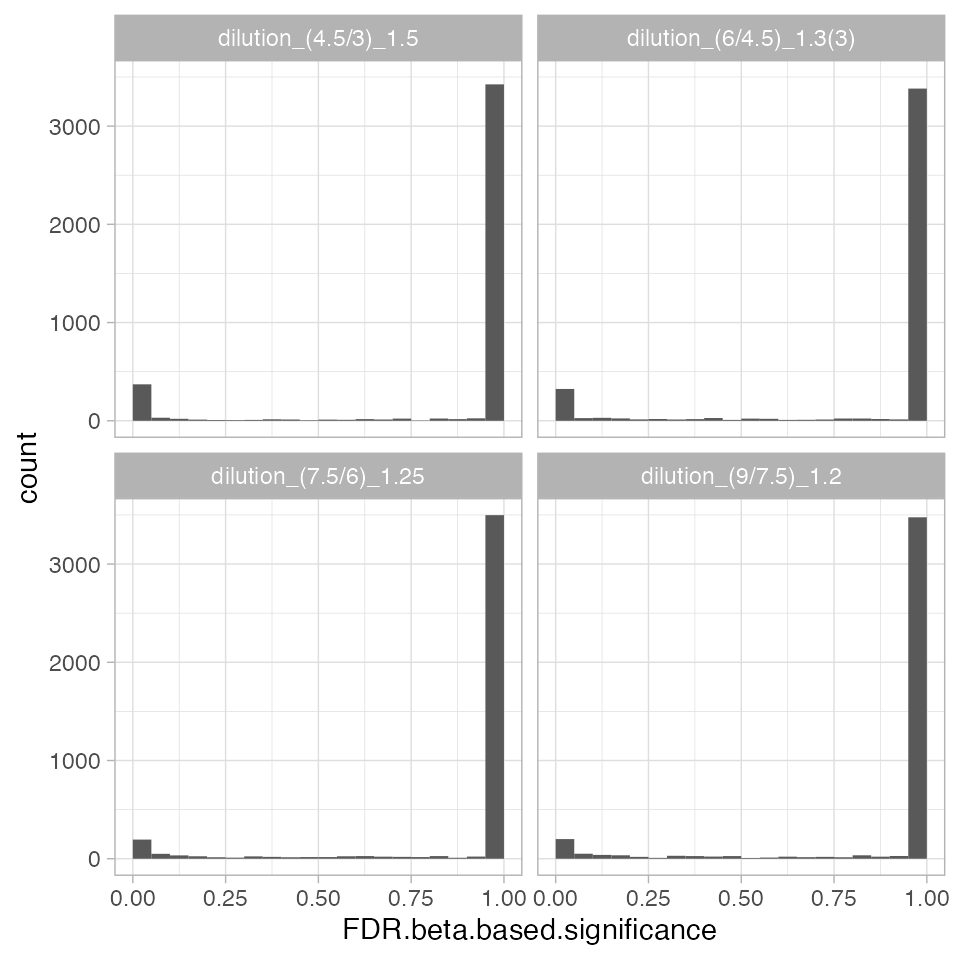 dilution_(4.5/3)_1.5
dilution_(6/4.5)_1.3(3)
3000
2000
1000
0
dilution_(7.5/6)_1.25
dilution_(9/7.5)_1.2
3000
2000
1000
0
0.00 0.25 0.50 0.75 1.00 0.00 0.25 0.50 0.75 1.00
count
FDR.beta.based.significance